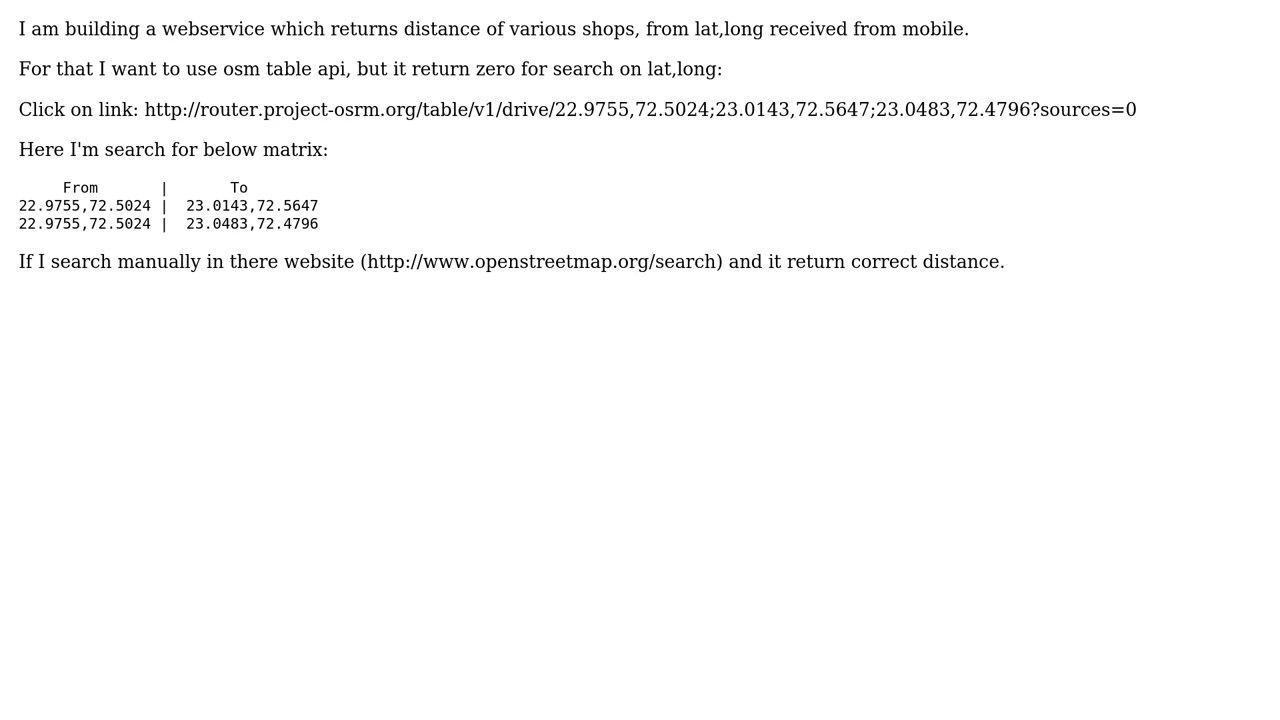 I am building a webservice which returns distance of various shops, from lat,long received from mobile.
For that I want to use osm table api, but it return zero for search on lat,long:
Click on link: http://router.project-osrm.org/table/v1/drive/22.9755,72.5024;23.0143,72.5647;23.0483,72.4796?sources=0
Here I'm search for below matrix:
     From       |       To
22.9755,72.5024 |  23.0143,72.5647
22.9755,72.5024 |  23.0483,72.4796
If I search manually in there website (http://www.openstreetmap.org/search) and it return correct distance.